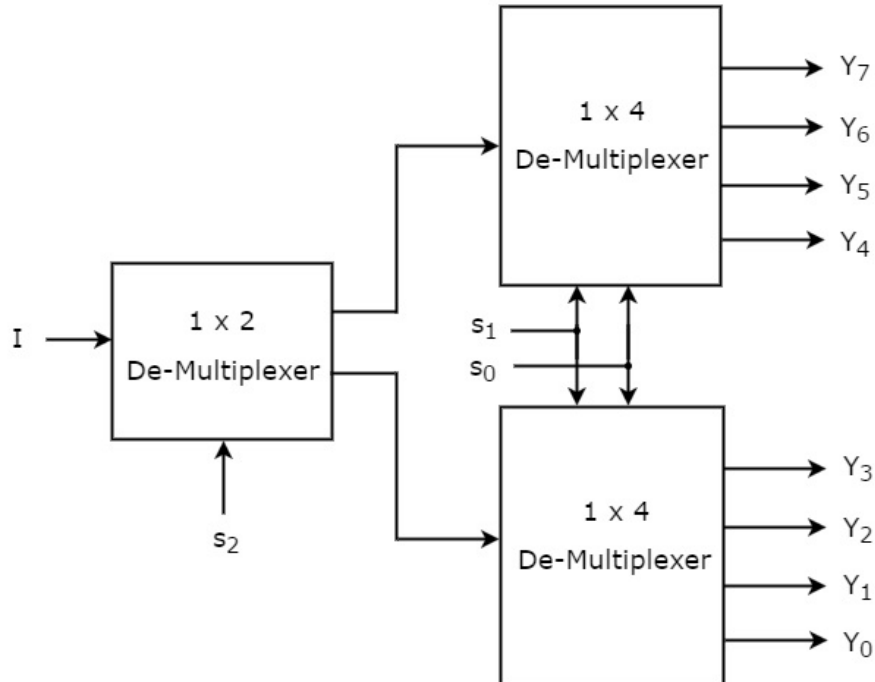 1 x 4
De-Multiplexer
Y7
Y6
Y5
Y4
I
1 x 2
De-Multiplexer
s2
s1
s0
1 x 4
De-Multiplexer
Y3
Y2
Y1
Y0